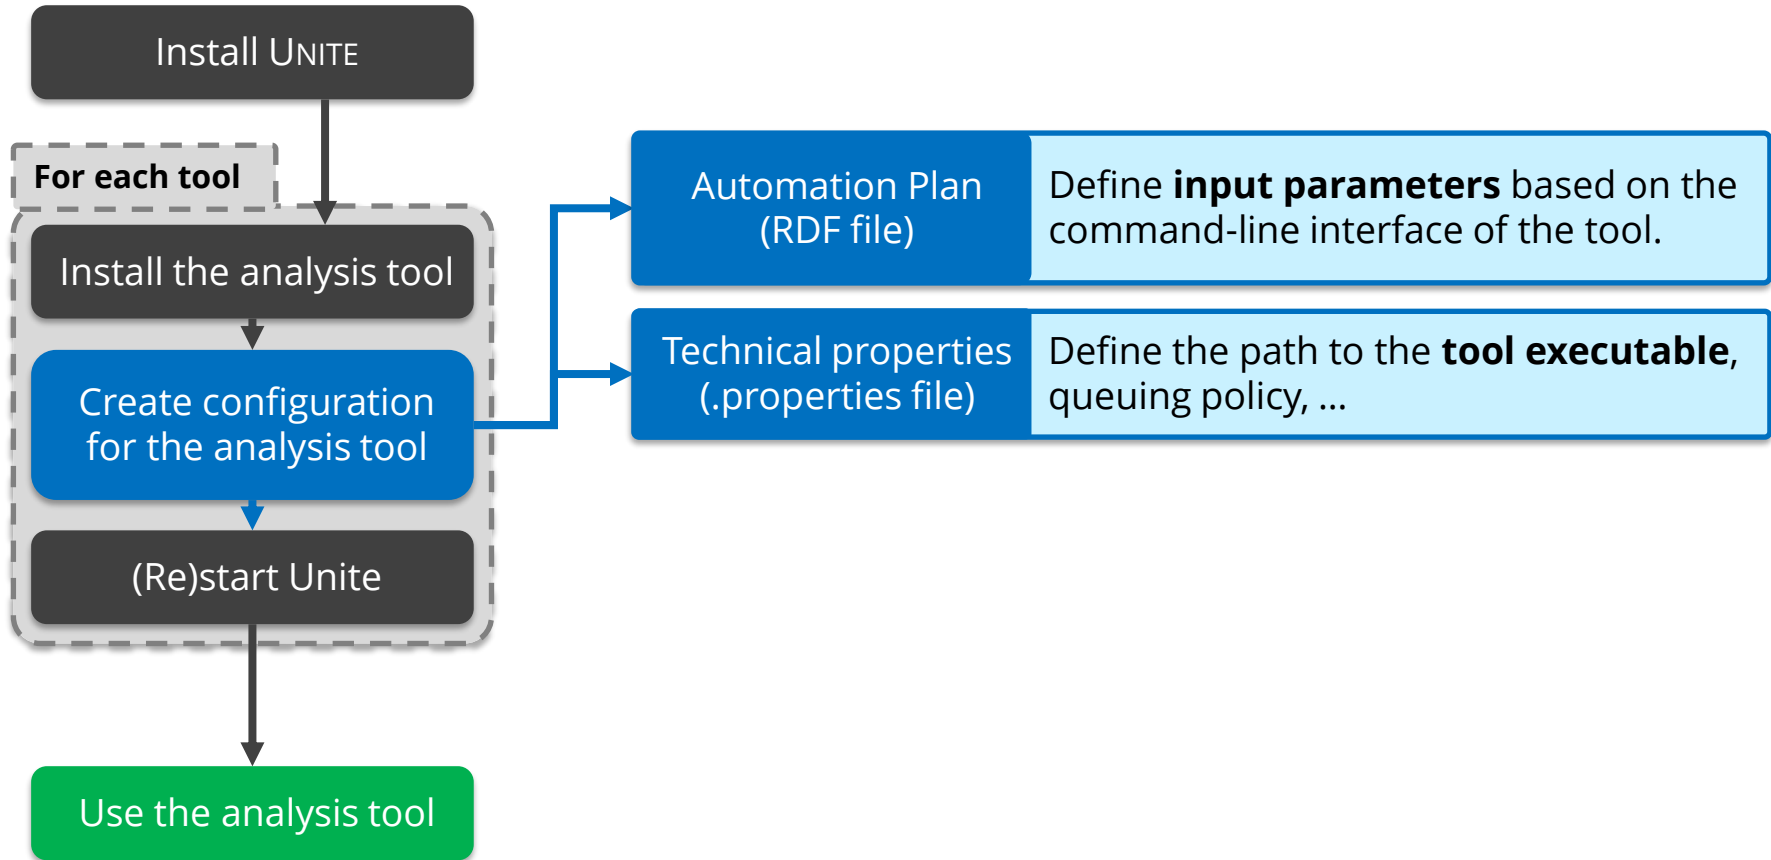 Install UNITE
For each tool
Install the analysis tool
Create configuration
for the analysis tool
(Re)start Unite
Use the analysis tool
Automation Plan
(RDF file)
Define input parameters based on the
command-line interface of the tool.
Technical properties
(.properties file)
Define the path to the tool executable,
queuing policy, ...